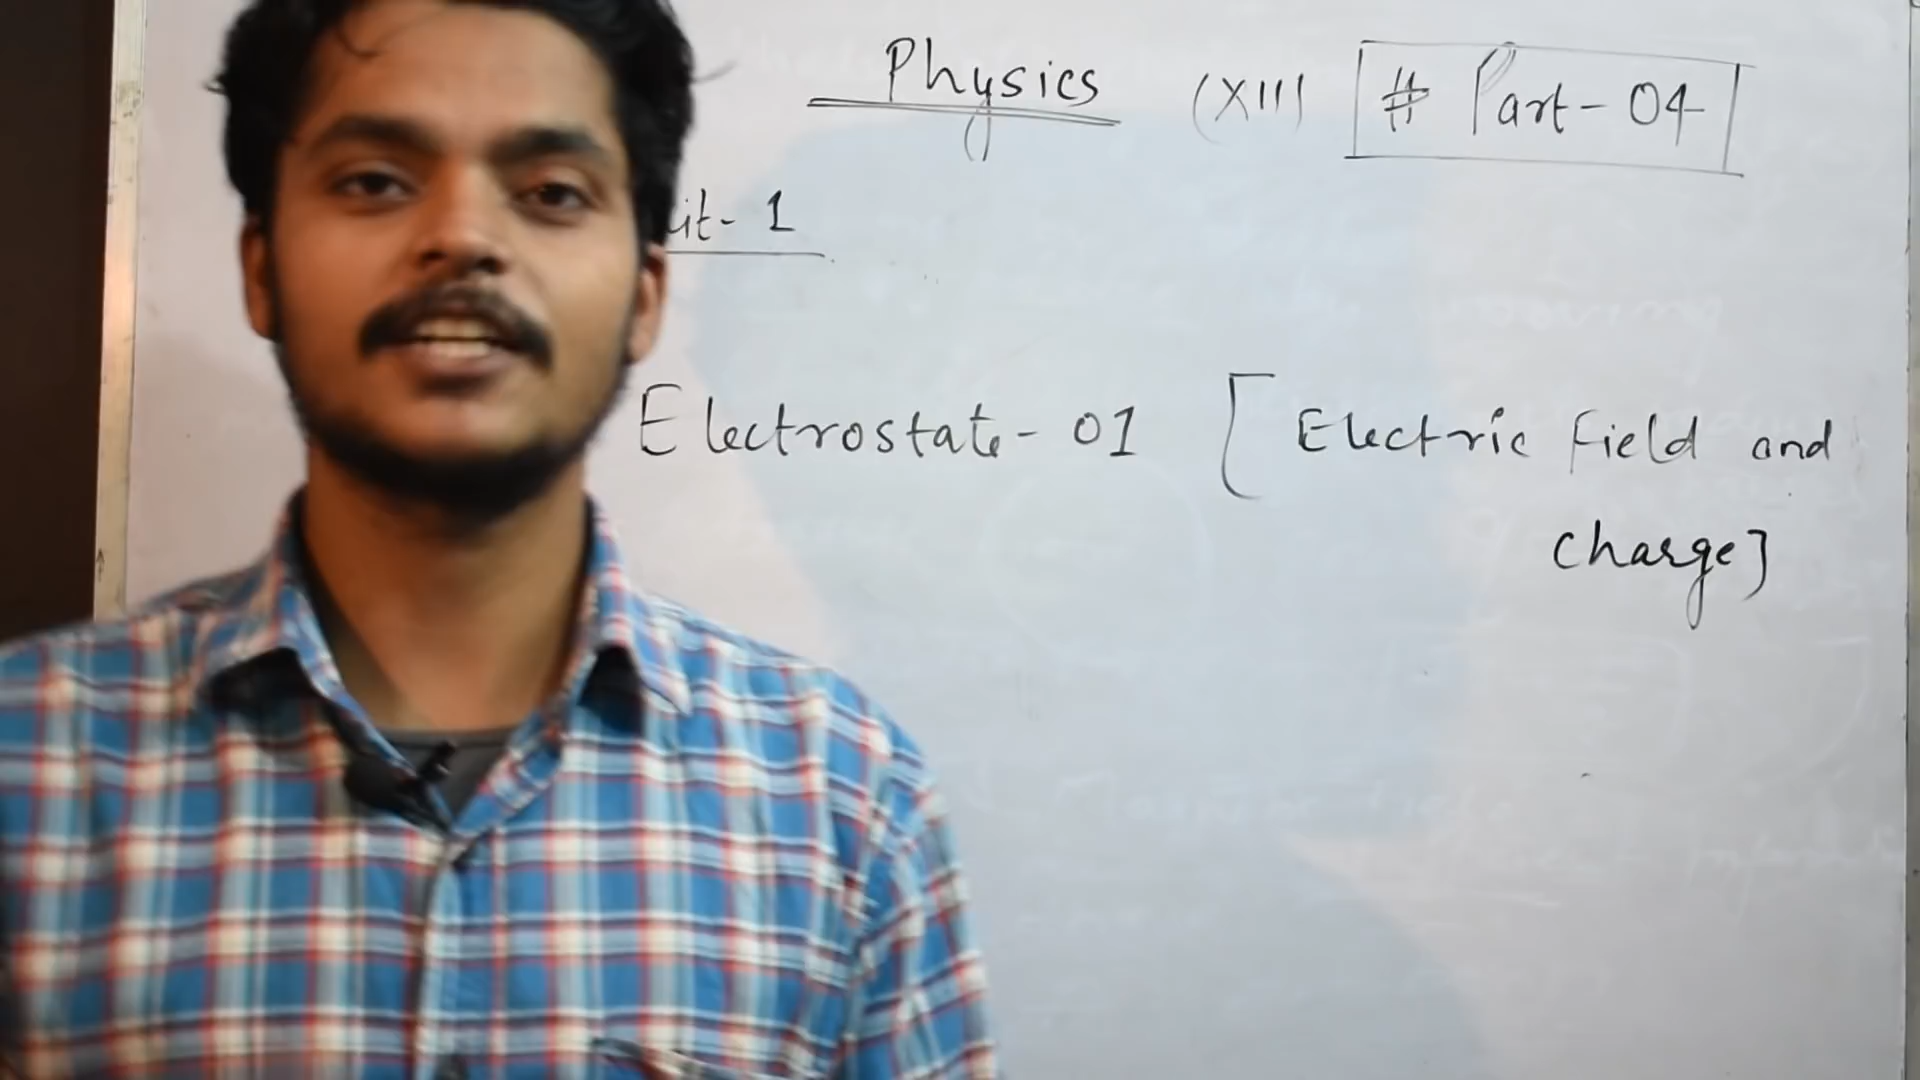 Physics (XII) # Part-04
it-1
Electrostate-01 [Electric field and
charge]